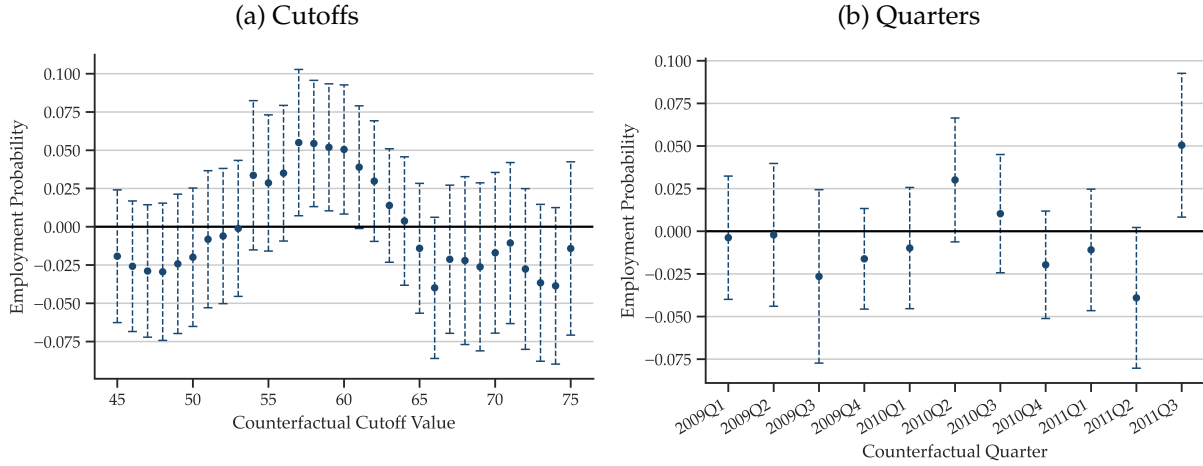 (a) Cutoffs
Employment Probability
0.100
0.075
0.050
0.025
0.000
−0.025
−0.050
−0.075
45 50 55 60 65 70 75
Counterfactual Cutoff Value
(b) Quarters
Employment Probability
0.100
0.075
0.050
0.025
0.000
−0.025
−0.050
−0.075
2009Q1 2009Q2 2009Q3 2009Q4 2010Q1 2010Q2 2010Q3 2010Q4 2011Q1 2011Q2 2011Q3
Counterfactual Quarter